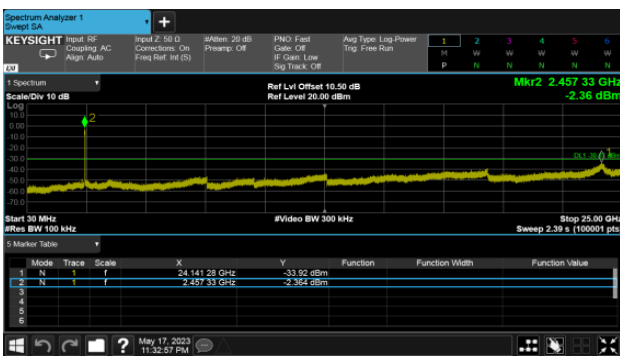 Spectrum Analyzer 1
Swept SA
KEYSIGHT Input: RF Input Z: 50 Ω #Atten: 20 dB PNO: Fast Avg Type: Log-Power 1 2 3 4 5 6
Coupling: AC Corrections: On Preamp: Off Gate: Off Trig: Free Run M W W W W W
Align: Auto Freq Ref: Int (S) IF Gain: Low
Sig Track: Off P N N N N N
LXI
1 Spectrum Ref Lvl Offset 10.50 dB Mkr2 2.457 33 GHz
Scale/Div 10 dB Ref Level 20.00 dBm -2.36 dBm
Log
10.0
0.00
-10.0
-20.0
-30.0
-40.0
-50.0
-60.0
-70.0
2
1
Start 30 MHz #Video BW 300 kHz Stop 25.00 GHz
#Res BW 100 kHz Sweep 2.39 s (100001 pts)
5 Marker Table
Mode Trace Scale X Y Function Function Width Function Value
1 N 1 f 24.141 28 GHz -33.92 dBm
2 N 1 f 2.457 33 GHz -2.364 dBm
3
4
5
6
? May 17, 2023
11:32:57 PM